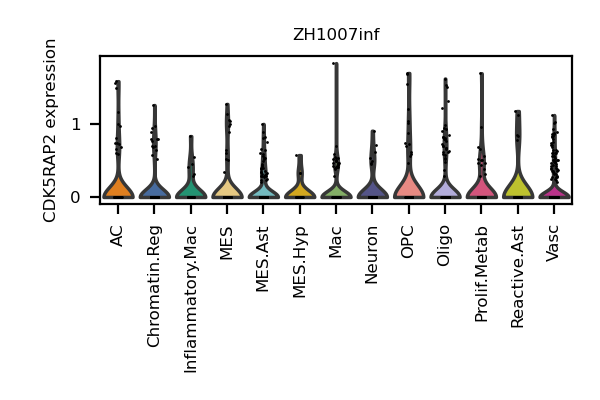 ZH1007inf
CDK5RAP2 expression
1
0
AC
Chromatin.Reg
Inflammatory.Mac
MES
MES.Ast
MES.Hyp
Mac
Neuron
OPC
Oligo
Prolif.Metab
Reactive.Ast
Vasc